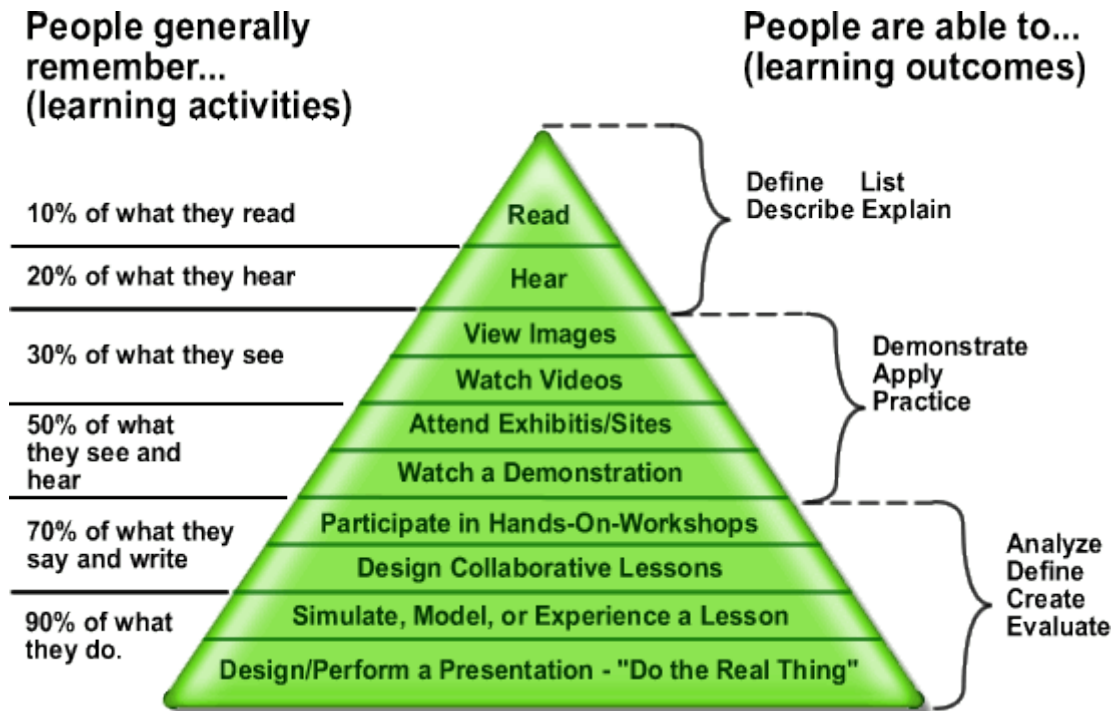 People generally
remember...
(learning activities)
People are able to...
(learning outcomes)
10% of what they read
20% of what they hear
30% of what they see
50% of what
they see and
hear
70% of what they
say and write
90% of what
they do.
Read
Hear
View Images
Watch Videos
Attend Exhibitis/Sites
Watch a Demonstration
Participate in Hands-On-Workshops
Design Collaborative Lessons
Simulate, Model, or Experience a Lesson
Design/Perform a Presentation - "Do the Real Thing"
Define List
Describe Explain
Demonstrate
Apply
Practice
Analyze
Define
Create
Evaluate